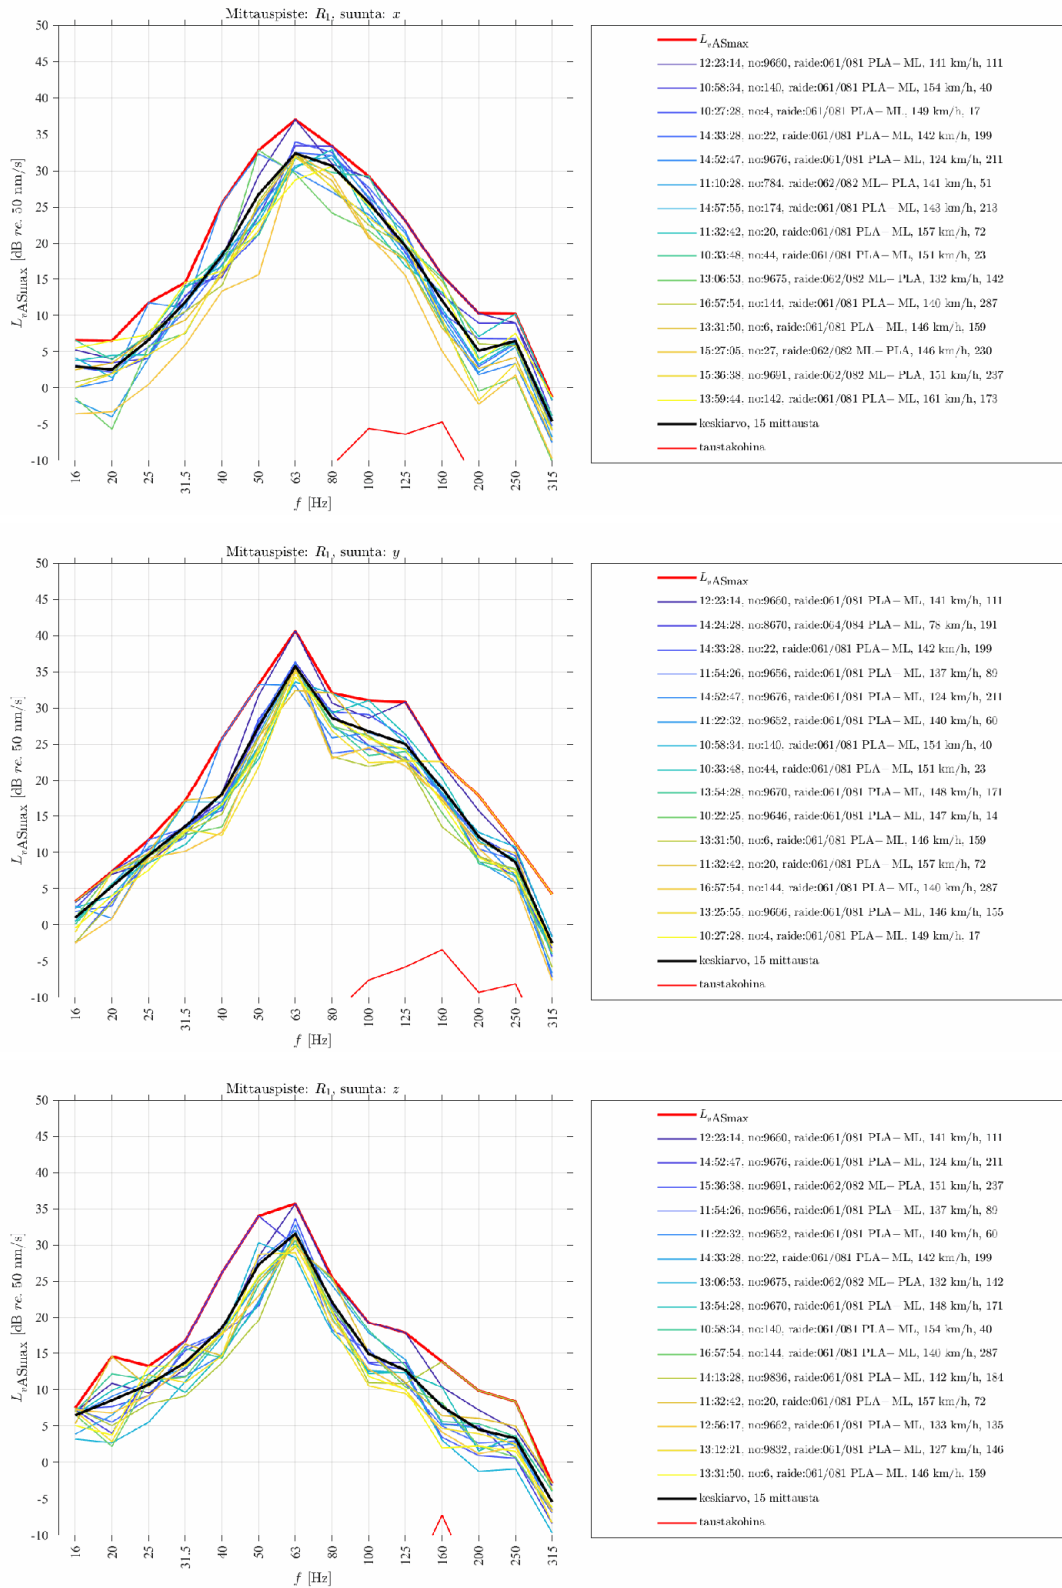 Mittauspiste: R₁, suunta: x
50
45
40
35
30
25
20
15
10
5
0
-5
-10
LᵥASmax [dB re. 50 nm/s]
16 20 25 31.5 40 50 63 80 100 125 160 200 250 315
f [Hz]
LᵥASmax
12:23:14, no:9660, raide:061/081 PLA−ML, 141 km/h, 111
10:58:34, no:140, raide:061/081 PLA−ML, 154 km/h, 40
10:27:28, no:4, raide:061/081 PLA−ML, 149 km/h, 17
14:33:28, no:22, raide:061/081 PLA−ML, 142 km/h, 199
14:52:47, no:9676, raide:061/081 PLA−ML, 124 km/h, 211
11:10:28, no:784, raide:062/082 ML−PLA, 141 km/h, 51
14:57:55, no:174, raide:061/081 PLA−ML, 143 km/h, 213
11:32:42, no:20, raide:061/081 PLA−ML, 157 km/h, 72
10:33:48, no:44, raide:061/081 PLA−ML, 151 km/h, 23
13:06:53, no:9675, raide:062/082 ML−PLA, 132 km/h, 142
16:57:54, no:144, raide:061/081 PLA−ML, 140 km/h, 287
13:31:50, no:6, raide:061/081 PLA−ML, 146 km/h, 159
15:27:05, no:27, raide:062/082 ML−PLA, 146 km/h, 230
15:36:38, no:9691, raide:062/082 ML−PLA, 151 km/h, 237
13:59:44, no:142, raide:061/081 PLA−ML, 161 km/h, 173
keskiarvo, 15 mittausta
taustakohina
Mittauspiste: R₁, suunta: y
50
45
40
35
30
25
20
15
10
5
0
-5
-10
LᵥASmax [dB re. 50 nm/s]
16 20 25 31.5 40 50 63 80 100 125 160 200 250 315
f [Hz]
LᵥASmax
12:23:14, no:9660, raide:061/081 PLA−ML, 141 km/h, 111
14:24:28, no:8670, raide:064/084 PLA−ML, 78 km/h, 191
14:33:28, no:22, raide:061/081 PLA−ML, 142 km/h, 199
11:54:26, no:9656, raide:061/081 PLA−ML, 137 km/h, 89
14:52:47, no:9676, raide:061/081 PLA−ML, 124 km/h, 211
11:22:32, no:9652, raide:061/081 PLA−ML, 140 km/h, 60
10:58:34, no:140, raide:061/081 PLA−ML, 154 km/h, 40
10:33:48, no:44, raide:061/081 PLA−ML, 151 km/h, 23
13:54:28, no:9670, raide:061/081 PLA−ML, 148 km/h, 171
10:22:25, no:9646, raide:061/081 PLA−ML, 147 km/h, 14
13:31:50, no:6, raide:061/081 PLA−ML, 146 km/h, 159
11:32:42, no:20, raide:061/081 PLA−ML, 157 km/h, 72
16:57:54, no:144, raide:061/081 PLA−ML, 140 km/h, 287
13:25:55, no:9666, raide:061/081 PLA−ML, 146 km/h, 155
10:27:28, no:4, raide:061/081 PLA−ML, 149 km/h, 17
keskiarvo, 15 mittausta
taustakohina
Mittauspiste: R₁, suunta: z
50
45
40
35
30
25
20
15
10
5
0
-5
-10
LᵥASmax [dB re. 50 nm/s]
16 20 25 31.5 40 50 63 80 100 125 160 200 250 315
f [Hz]
LᵥASmax
12:23:14, no:9660, raide:061/081 PLA−ML, 141 km/h, 111
14:52:47, no:9676, raide:061/081 PLA−ML, 124 km/h, 211
15:36:38, no:9691, raide:062/082 ML−PLA, 151 km/h, 237
11:54:26, no:9656, raide:061/081 PLA−ML, 137 km/h, 89
11:22:32, no:9652, raide:061/081 PLA−ML, 140 km/h, 60
14:33:28, no:22, raide:061/081 PLA−ML, 142 km/h, 199
13:06:53, no:9675, raide:062/082 ML−PLA, 132 km/h, 142
13:54:28, no:9670, raide:061/081 PLA−ML, 148 km/h, 171
10:58:34, no:140, raide:061/081 PLA−ML, 154 km/h, 40
16:57:54, no:144, raide:061/081 PLA−ML, 140 km/h, 287
14:13:28, no:9836, raide:061/081 PLA−ML, 142 km/h, 184
11:32:42, no:20, raide:061/081 PLA−ML, 157 km/h, 72
12:56:17, no:9662, raide:061/081 PLA−ML, 133 km/h, 135
13:12:21, no:9832, raide:061/081 PLA−ML, 127 km/h, 146
13:31:50, no:6, raide:061/081 PLA−ML, 146 km/h, 159
keskiarvo, 15 mittausta
taustakohina